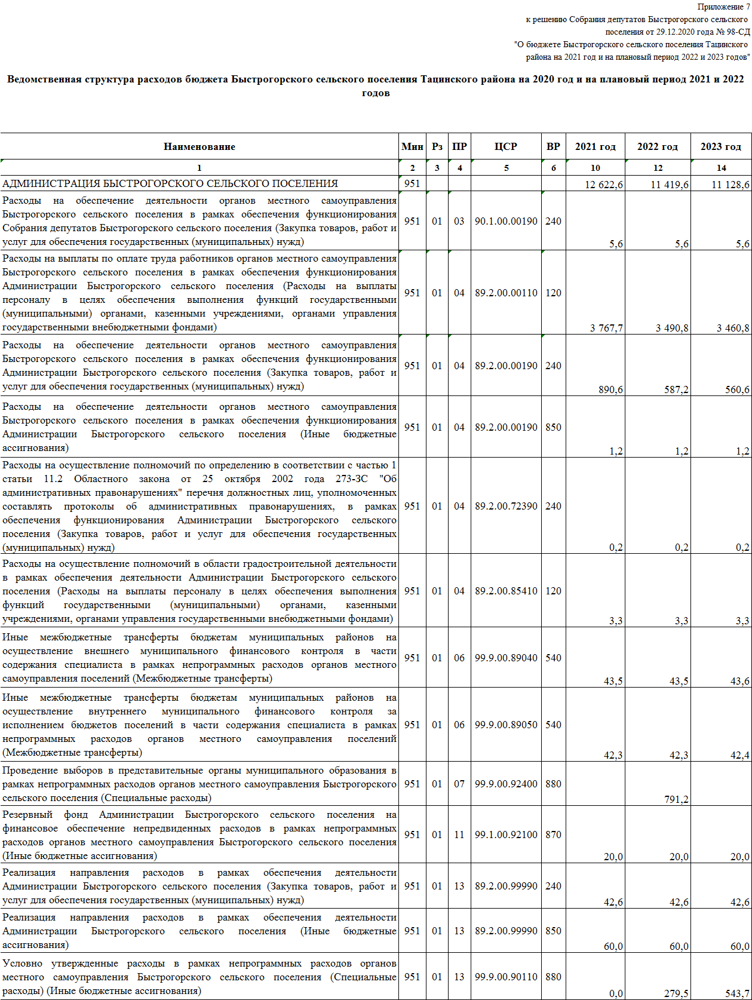 Приложение 7
к решению Собрания депутатов Быстрогорского сельского
поселения от 29.12.2020 года № 98-СД
"О бюджете Быстрогорского сельского поселения Тацинского
района на 2021 год и на плановый период 2022 и 2023 годов"
Ведомственная структура расходов бюджета Быстрогорского сельского поселения Тацинского района на 2020 год и на плановый период 2021 и 2022
годов
Наименование Мин Рз ПР ЦСР ВР 2021 год 2022 год 2023 год
1 2 3 4 5 6 10 12 14
АДМИНИСТРАЦИЯ БЫСТРОГОРСКОГО СЕЛЬСКОГО ПОСЕЛЕНИЯ 951 12 622,6 11 419,6 11 128,6
Расходы на обеспечение деятельности органов местного самоуправления
Быстрогорского сельского поселения в рамках обеспечения функционирования
Собрания депутатов Быстрогорского сельского поселения (Закупка товаров, работ и
услуг для обеспечения государственных (муниципальных) нужд)
951 01 03 90.1.00.00190 240 5,6 5,6 5,6
Расходы на выплаты по оплате труда работников органов местного самоуправления
Быстрогорского сельского поселения в рамках обеспечения функционирования
Администрации Быстрогорского сельского поселения (Расходы на выплаты
персоналу в целях обеспечения выполнения функций государственными
(муниципальными) органами, казенными учреждениями, органами управления
государственными внебюджетными фондами)
951 01 04 89.2.00.00110 120 3 767,7 3 490,8 3 460,8
Расходы на обеспечение деятельности органов местного самоуправления
Быстрогорского сельского поселения в рамках обеспечения функционирования
Администрации Быстрогорского сельского поселения (Закупка товаров, работ и
услуг для обеспечения государственных (муниципальных) нужд)
951 01 04 89.2.00.00190 240 890,6 587,2 560,6
Расходы на обеспечение деятельности органов местного самоуправления
Быстрогорского сельского поселения в рамках обеспечения функционирования
Администрации Быстрогорского сельского поселения (Иные бюджетные
ассигнования)
951 01 04 89.2.00.00190 850 1,2 1,2 1,2
Расходы на осуществление полномочий по определению в соответствии с частью 1
статьи 11.2 Областного закона от 25 октября 2002 года 273-ЗС "Об
административных правонарушениях" перечня должностных лиц, уполномоченных
составлять протоколы об административных правонарушениях, в рамках
обеспечения функционирования Администрации Быстрогорского сельского
поселения (Закупка товаров, работ и услуг для обеспечения государственных
(муниципальных) нужд)
951 01 04 89.2.00.72390 240 0,2 0,2 0,2
Расходы на осуществление полномочий в области градостроительной деятельности
в рамках обеспечения деятельности Администрации Быстрогорского сельского
поселения (Расходы на выплаты персоналу в целях обеспечения выполнения
функций государственными (муниципальными) органами, казенными
учреждениями, органами управления государственными внебюджетными фондами)
951 01 04 89.2.00.85410 120 3,3 3,3 3,3
Иные межбюджетные трансферты бюджетам муниципальных районов на
осуществление внешнего муниципального финансового контроля в части
содержания специалиста в рамках непрограммных расходов органов местного
самоуправления поселений (Межбюджетные трансферты)
951 01 06 99.9.00.89040 540 43,5 43,5 43,6
Иные межбюджетные трансферты бюджетам муниципальных районов на
осуществление внутреннего муниципального финансового контроля за
исполнением бюджетов поселений в части содержания специалиста в рамках
непрограммных расходов органов местного самоуправления поселений
(Межбюджетные трансферты)
951 01 06 99.9.00.89050 540 42,3 42,3 42,4
Проведение выборов в представительные органы муниципального образования в
рамках непрограммных расходов органов местного самоуправления Быстрогорского
сельского поселения (Специальные расходы)
951 01 07 99.9.00.92400 880 791,2
Резервный фонд Администрации Быстрогорского сельского поселения на
финансовое обеспечение непредвиденных расходов в рамках непрограммных
расходов органов местного самоуправления Быстрогорского сельского поселения
(Иные бюджетные ассигнования)
951 01 11 99.1.00.92100 870 20,0 20,0 20,0
Реализация направления расходов в рамках обеспечения деятельности
Администрации Быстрогорского сельского поселения (Закупка товаров, работ и
услуг для обеспечения государственных (муниципальных) нужд)
951 01 13 89.2.00.99990 240 42,6 42,6 42,6
Реализация направления расходов в рамках обеспечения деятельности
Администрации Быстрогорского сельского поселения (Иные бюджетные
ассигнования)
951 01 13 89.2.00.99990 850 60,0 60,0 60,0
Условно утвержденные расходы в рамках непрограммных расходов органов
местного самоуправления Быстрогорского сельского поселения (Специальные
расходы) (Иные бюджетные ассигнования)
951 01 13 99.9.00.90110 880 0,0 279,5 543,7